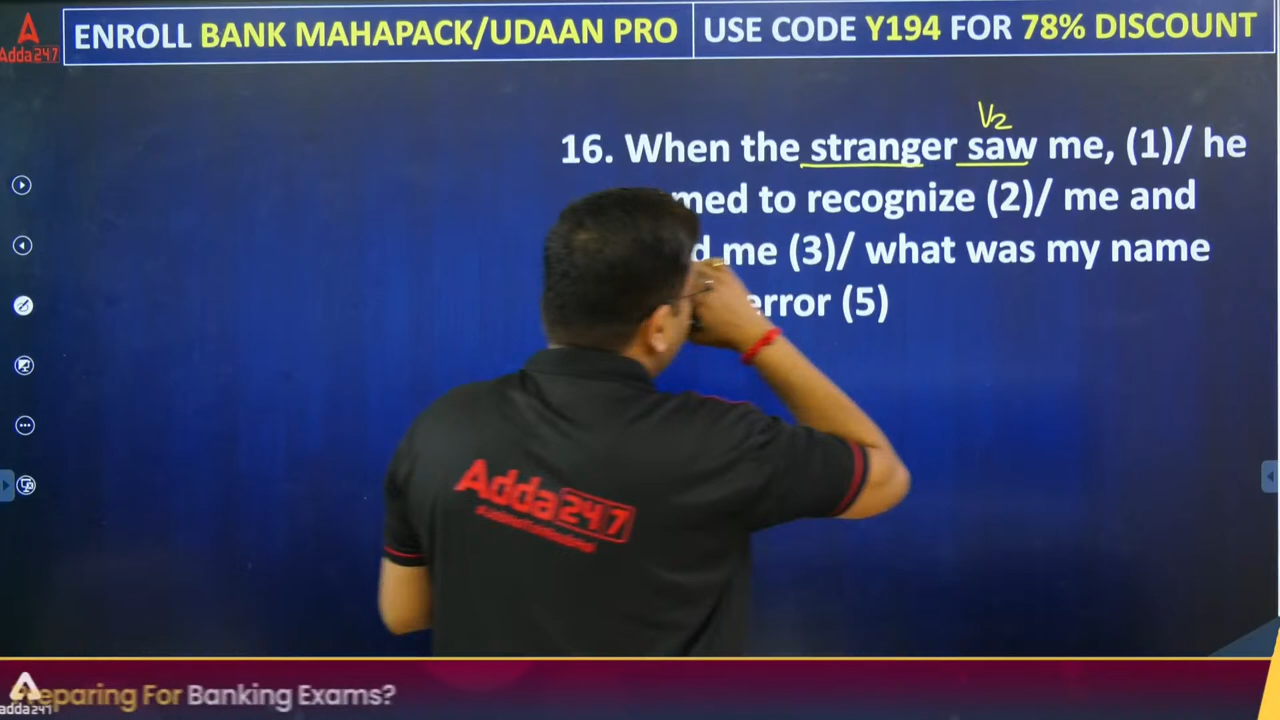 ENROLL BANK MAHAPACK/UDAAN PRO
USE CODE Y194 FOR 78% DISCOUNT
Adda247
V2
16. When the stranger saw me, (1)/ he
med to recognize (2)/ me and
d me (3)/ what was my name
error (5)
Adda247
Preparing For Banking Exams?
adda247